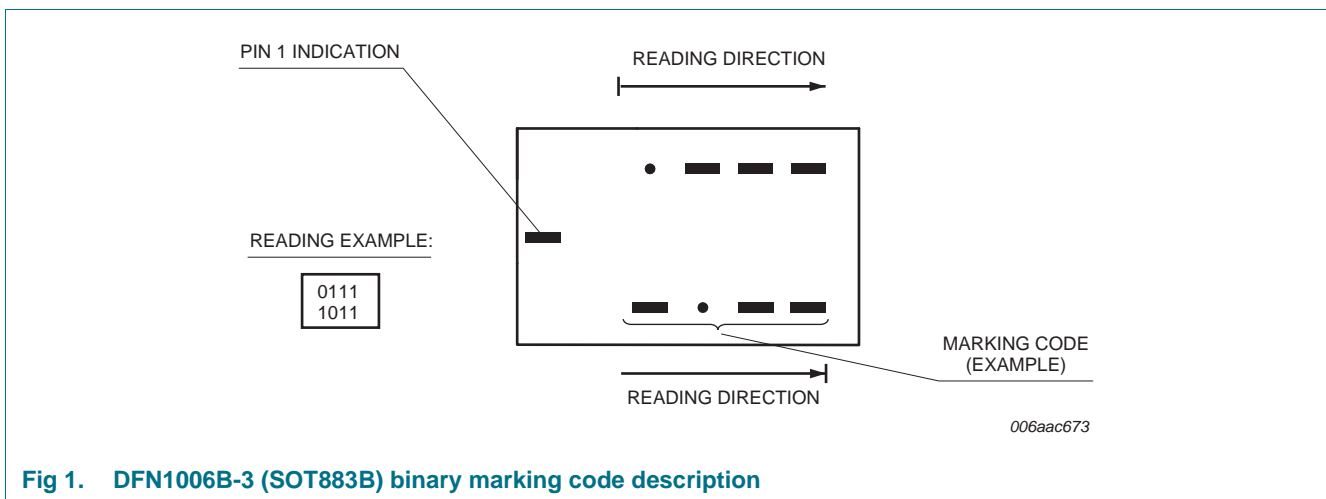 PIN 1 INDICATION
READING DIRECTION
READING EXAMPLE:
0111
1011
MARKING CODE
(EXAMPLE)
READING DIRECTION
006aac673
Fig 1. DFN1006B-3 (SOT883B) binary marking code description